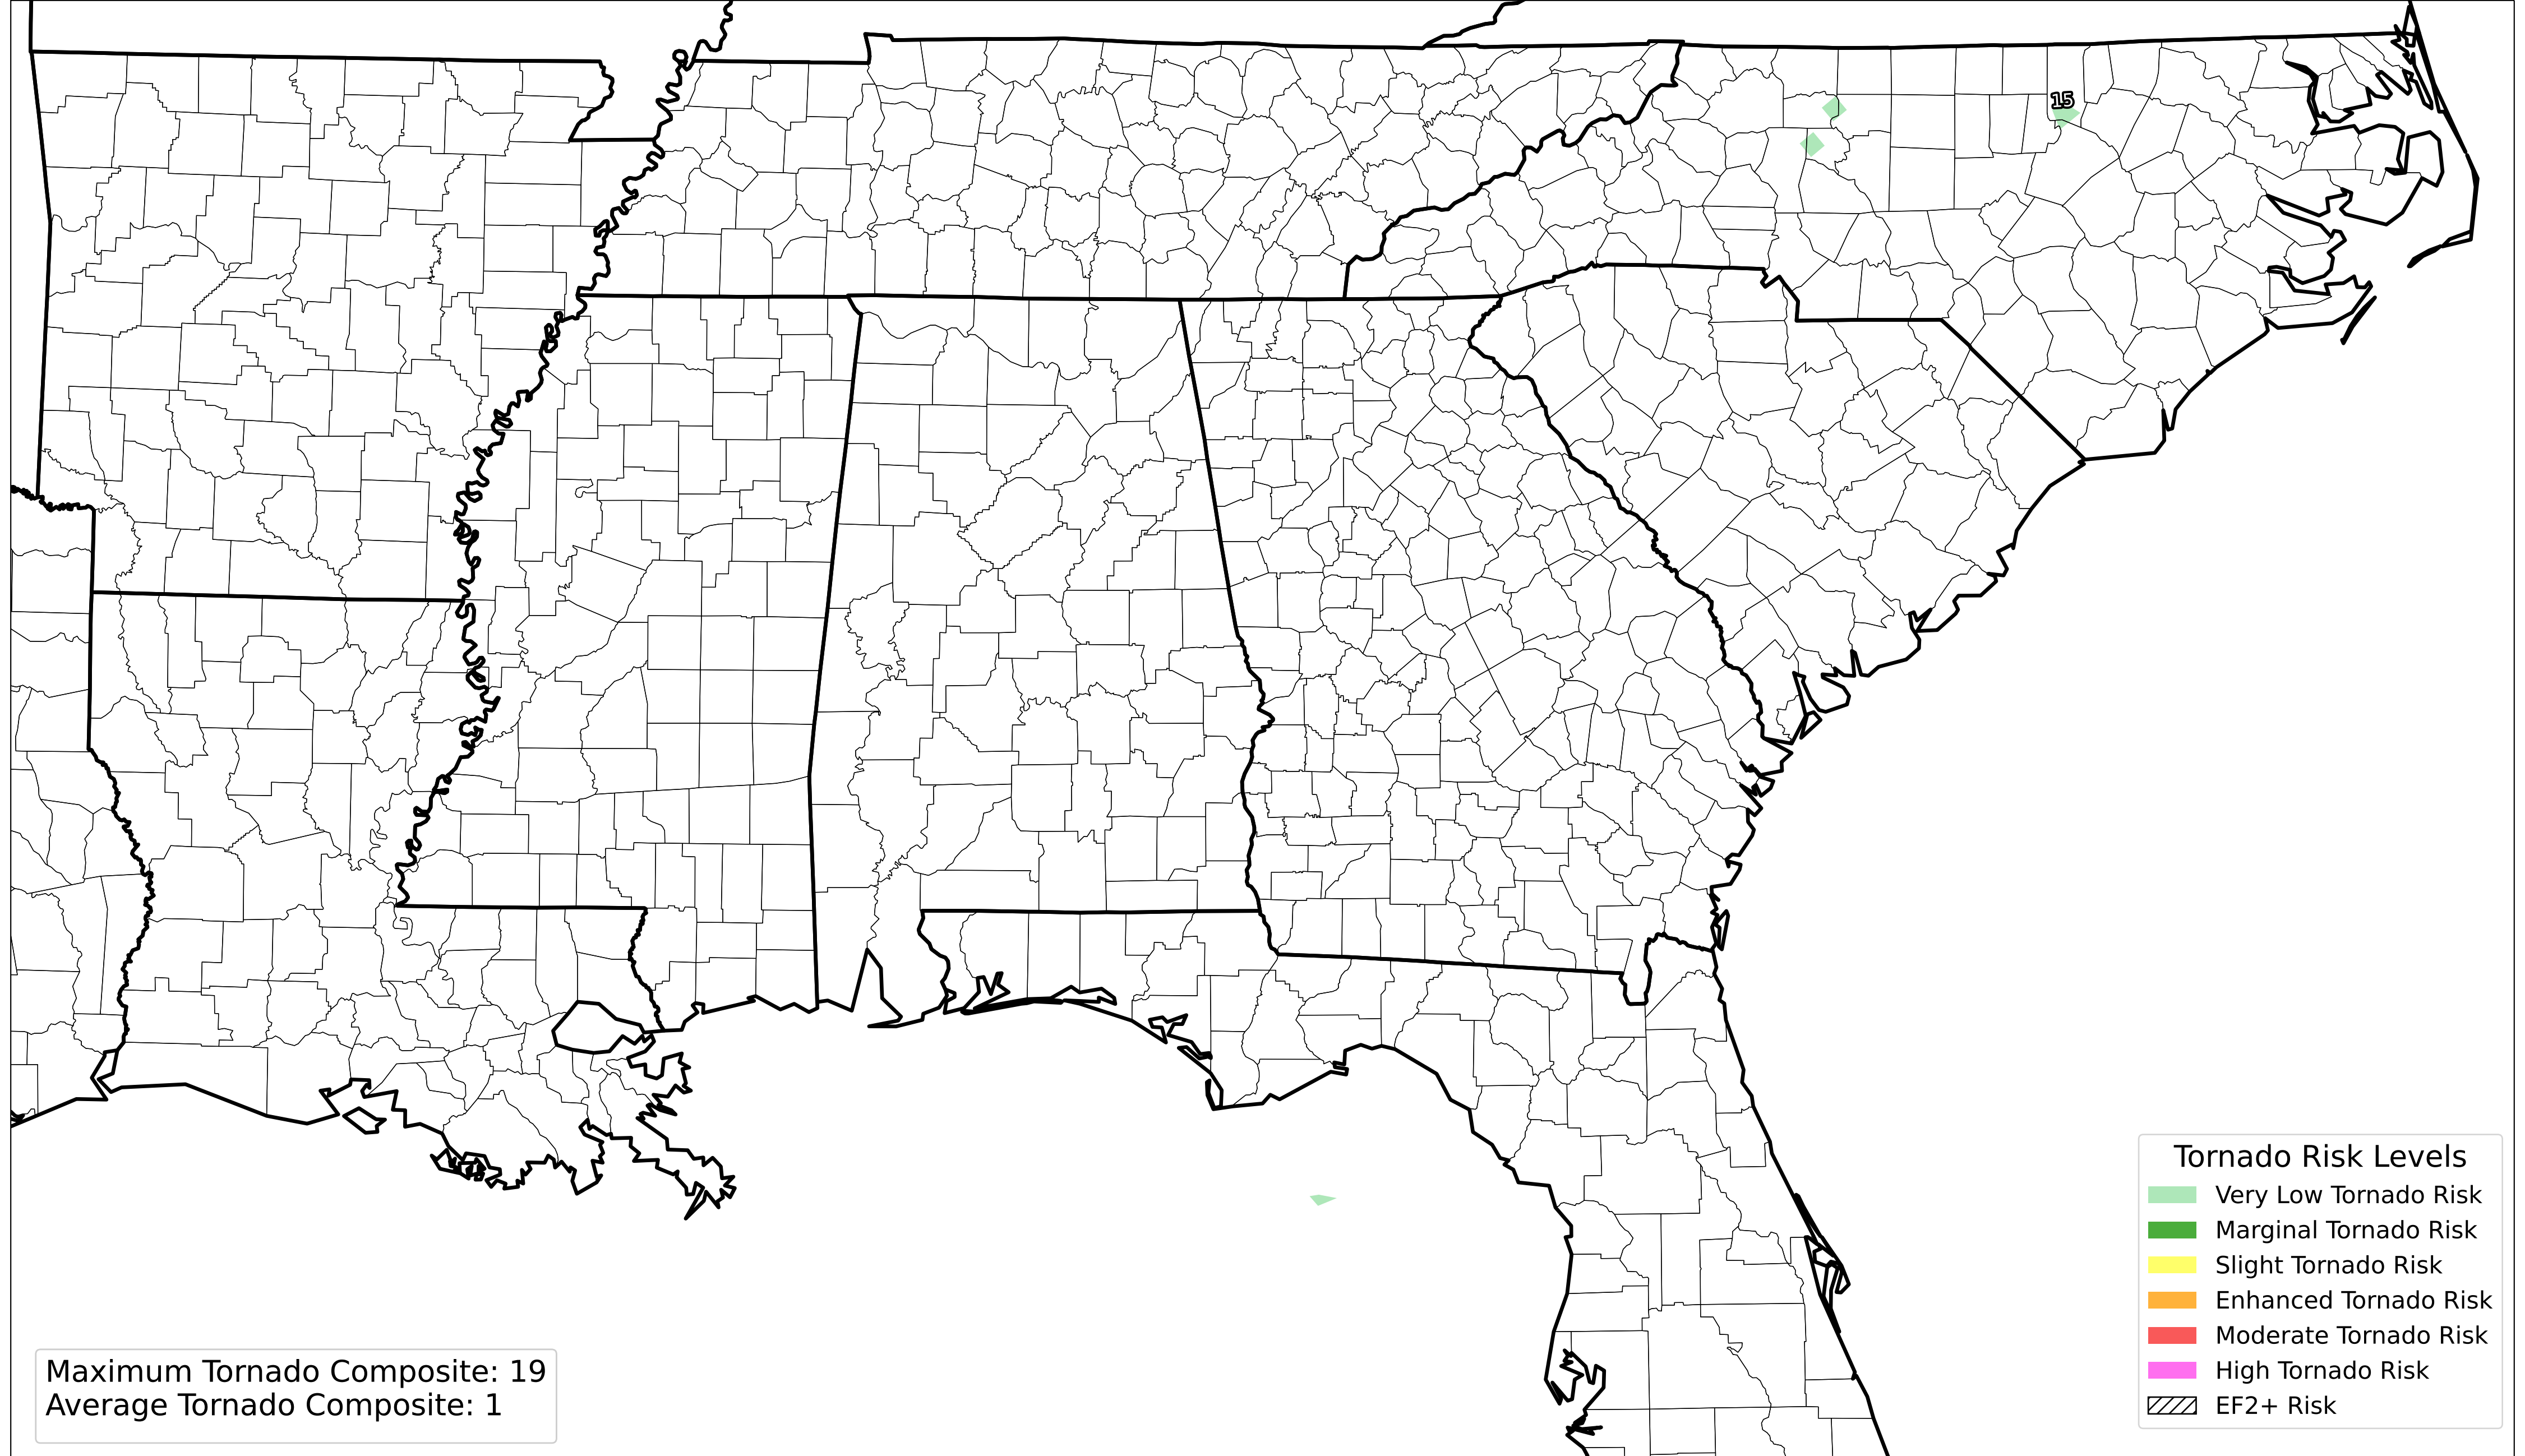 15
Tornado Risk Levels
Very Low Tornado Risk
Marginal Tornado Risk
Slight Tornado Risk
Enhanced Tornado Risk
Moderate Tornado Risk
High Tornado Risk
EF2+ Risk
Maximum Tornado Composite: 19
Average Tornado Composite: 1